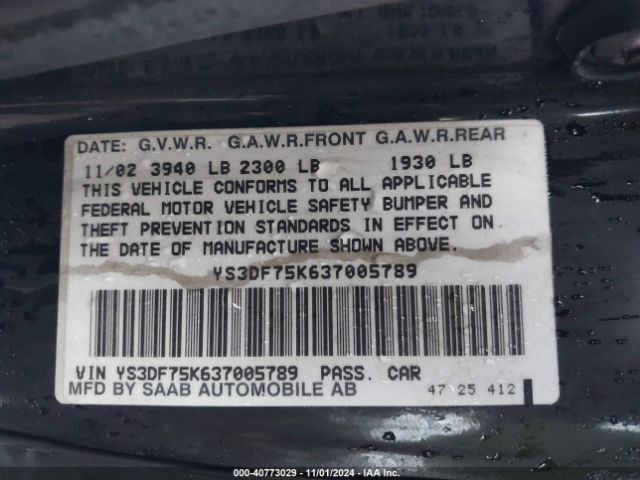 DATE: G.V.W.R. G.A.W.R.FRONT G.A.W.R.REAR
11/02 3940 LB 2300 LB 1930 LB
THIS VEHICLE CONFORMS TO ALL APPLICABLE
FEDERAL MOTOR VEHICLE SAFETY BUMPER AND
THEFT PREVENTION STANDARDS IN EFFECT ON
THE DATE OF MANUFACTURE SHOWN ABOVE.
YS3DF75K637005789
VIN YS3DF75K637005789 PASS. CAR
MFD BY SAAB AUTOMOBILE AB 47 25 412
000-40773029 - 11/01/2024 - IAA Inc.